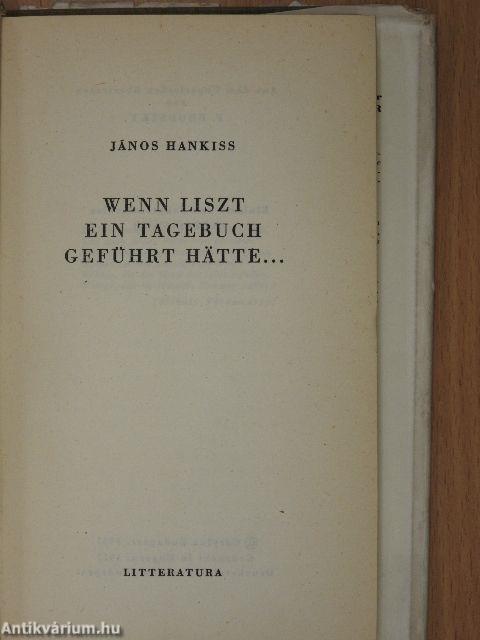 JÁNOS HANKISS
WENN LISZT
EIN TAGEBUCH
GEFÜHRT HÄTTE...
LITTERATURA
Antikvárium.hu